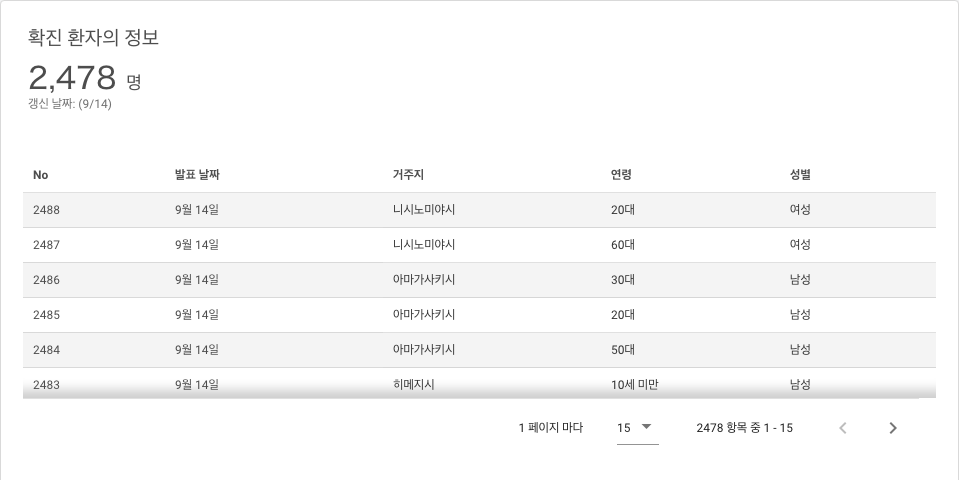 확진 환자의 정보
2,478 명
갱신 날짜: (9/14)
No 발표 날짜 거주지 연령 성별
2488 9월 14일 니시노미야시 20대 여성
2487 9월 14일 니시노미야시 60대 여성
2486 9월 14일 아마가사키시 30대 남성
2485 9월 14일 아마가사키시 20대 남성
2484 9월 14일 아마가사키시 50대 남성
2483 9월 14일 히메지시 10세 미만 남성
1 페이지 마다 15 2478 항목 중 1 - 15